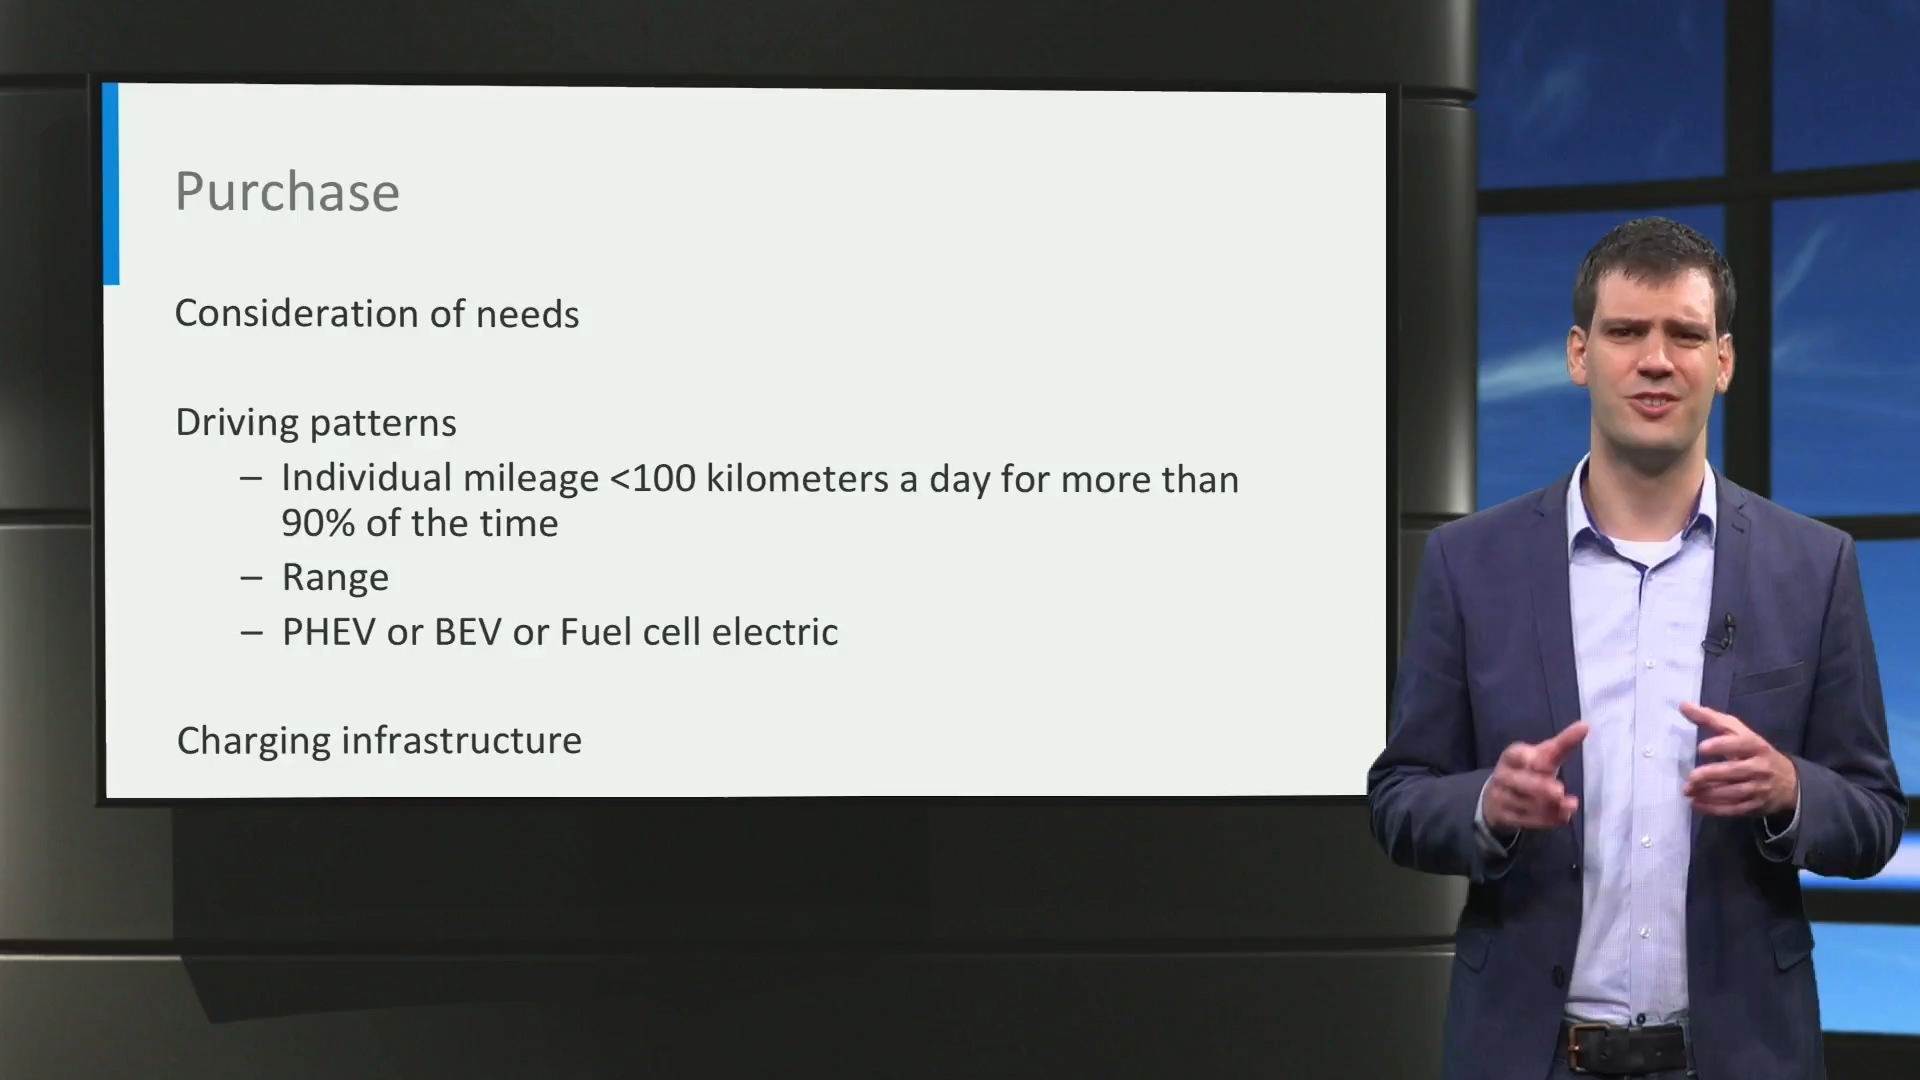 Purchase
Consideration of needs
Driving patterns
– Individual mileage <100 kilometers a day for more than
90% of the time
– Range
– PHEV or BEV or Fuel cell electric
Charging infrastructure